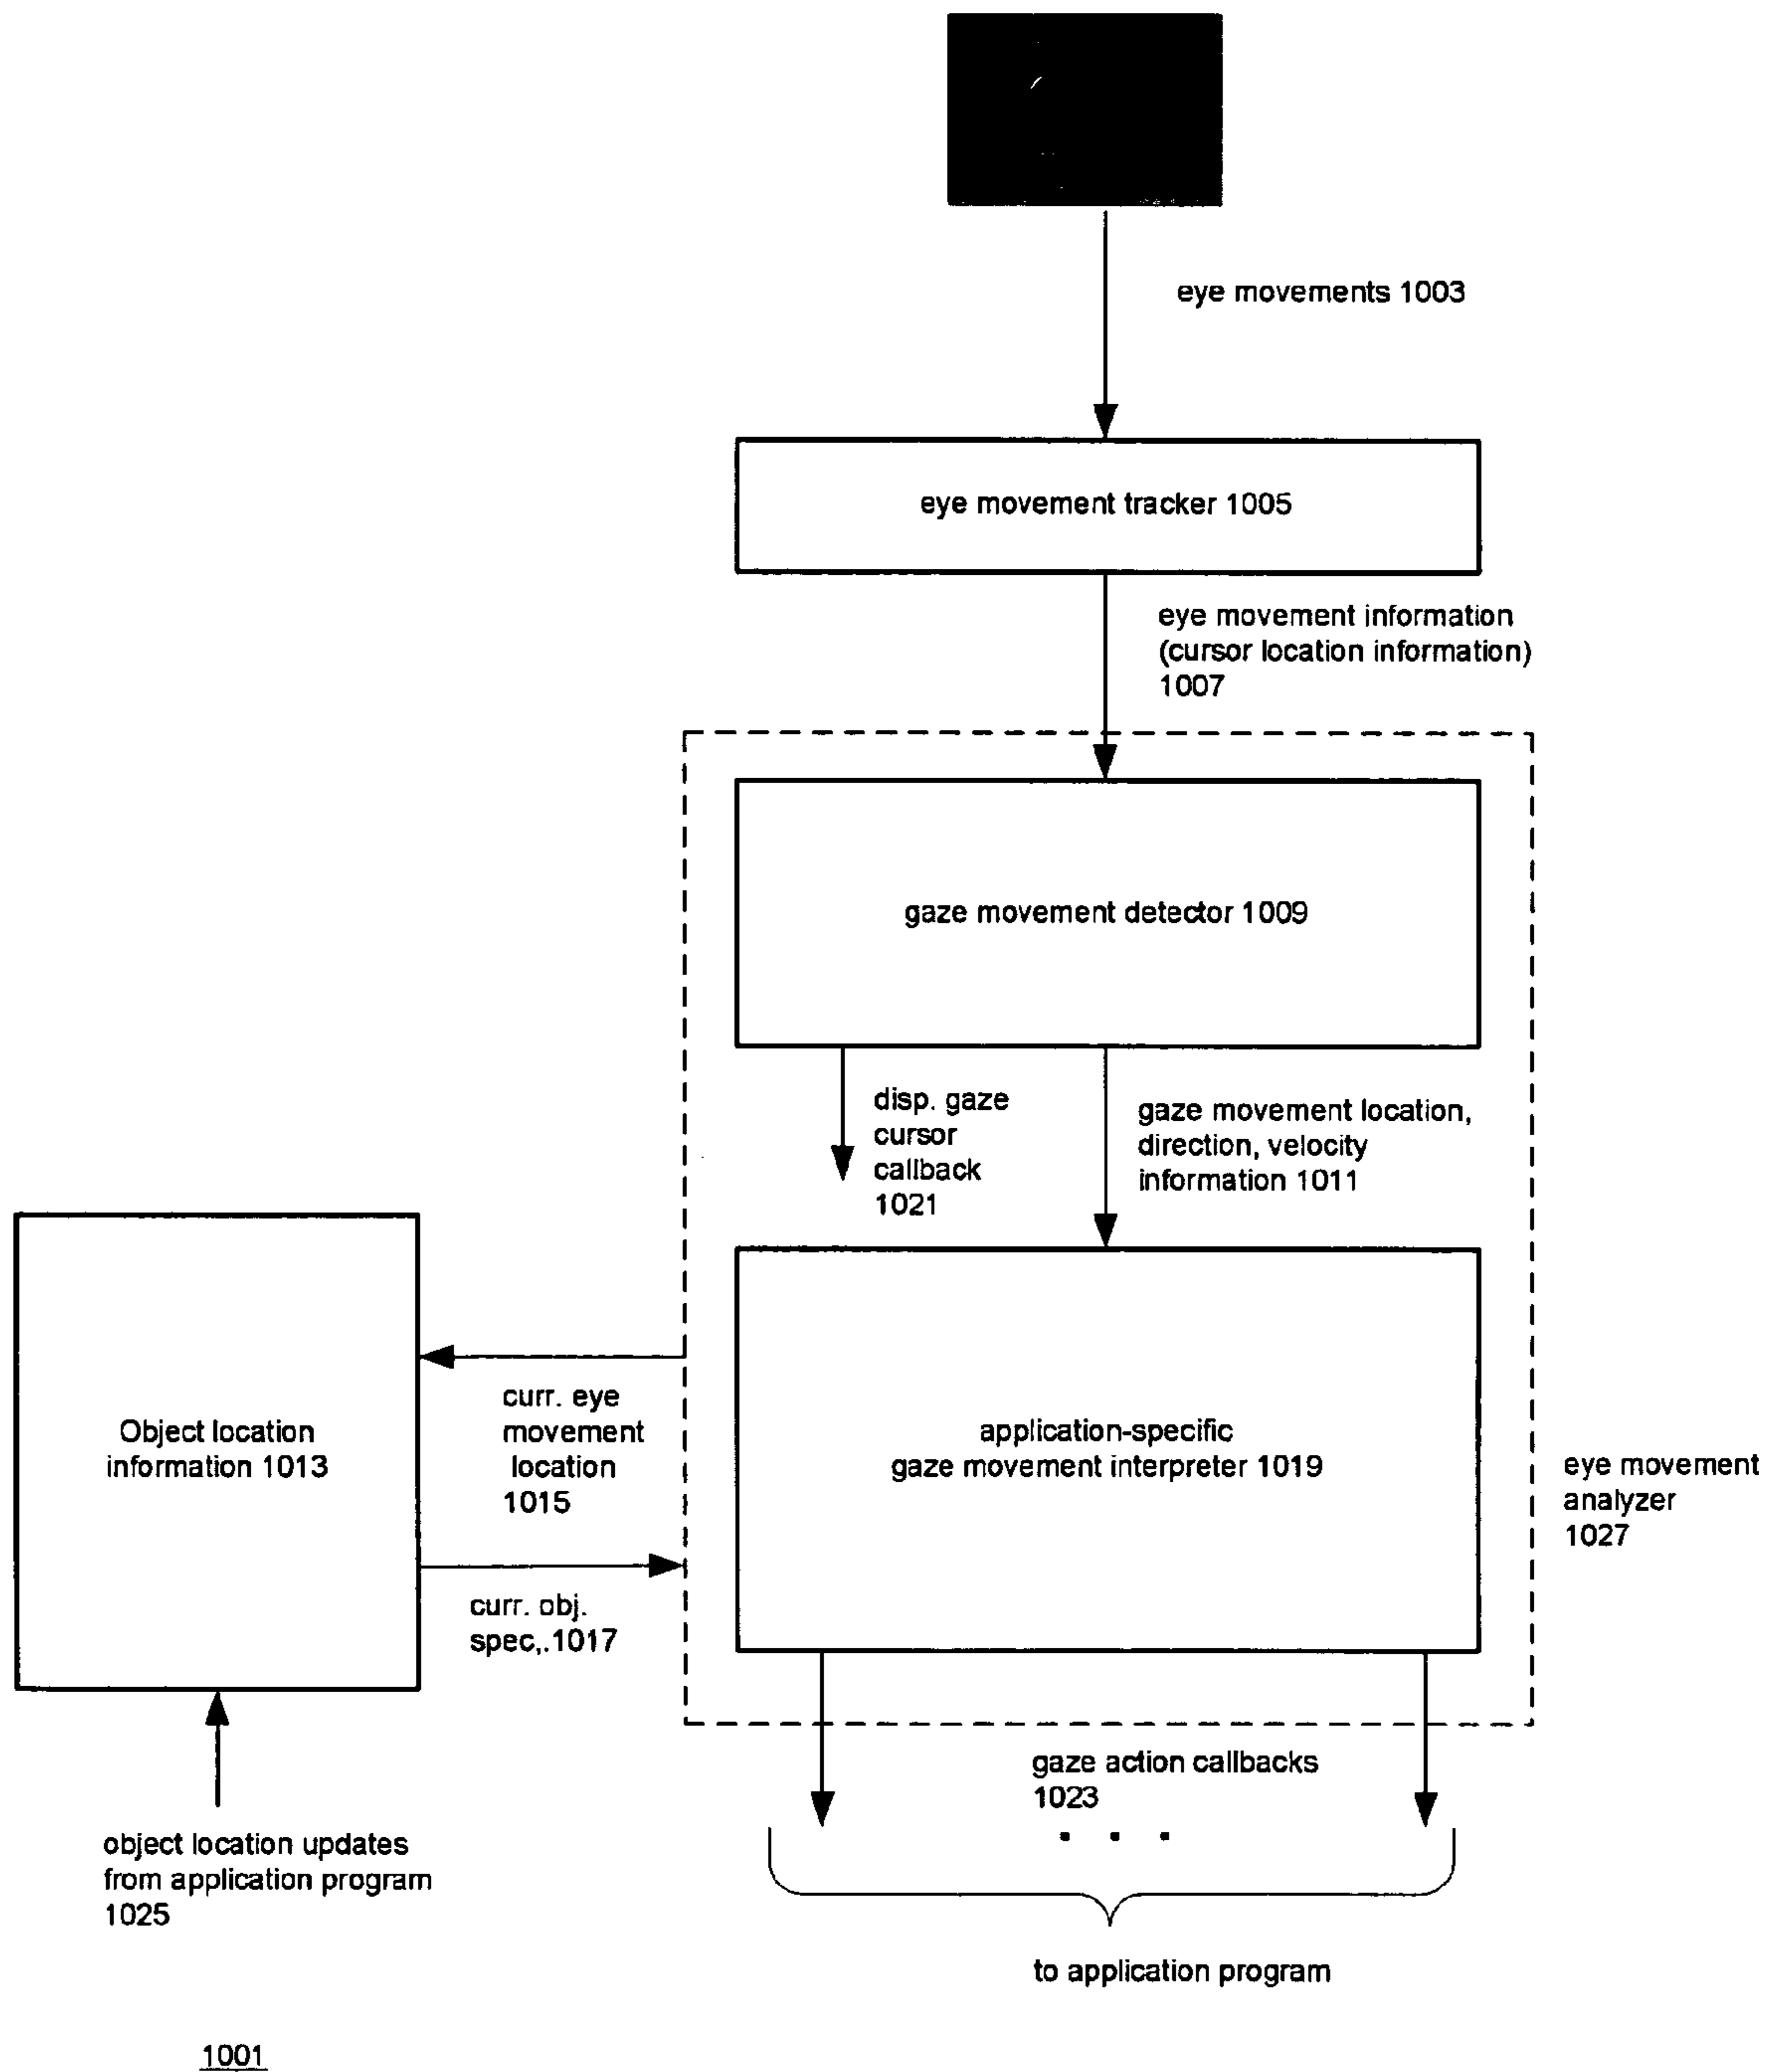 eye movements 1003
eye movement tracker 1005
eye movement information
(cursor location information)
1007
gaze movement detector 1009
disp. gaze
cursor
callback
1021
gaze movement location,
direction, velocity
information 1011
Object location
information 1013
curr. eye
movement
location
1015
curr. obj.
spec,.1017
application-specific
gaze movement interpreter 1019
eye movement
analyzer
1027
gaze action callbacks
1023
. . .
object location updates
from application program
1025
to application program
1001